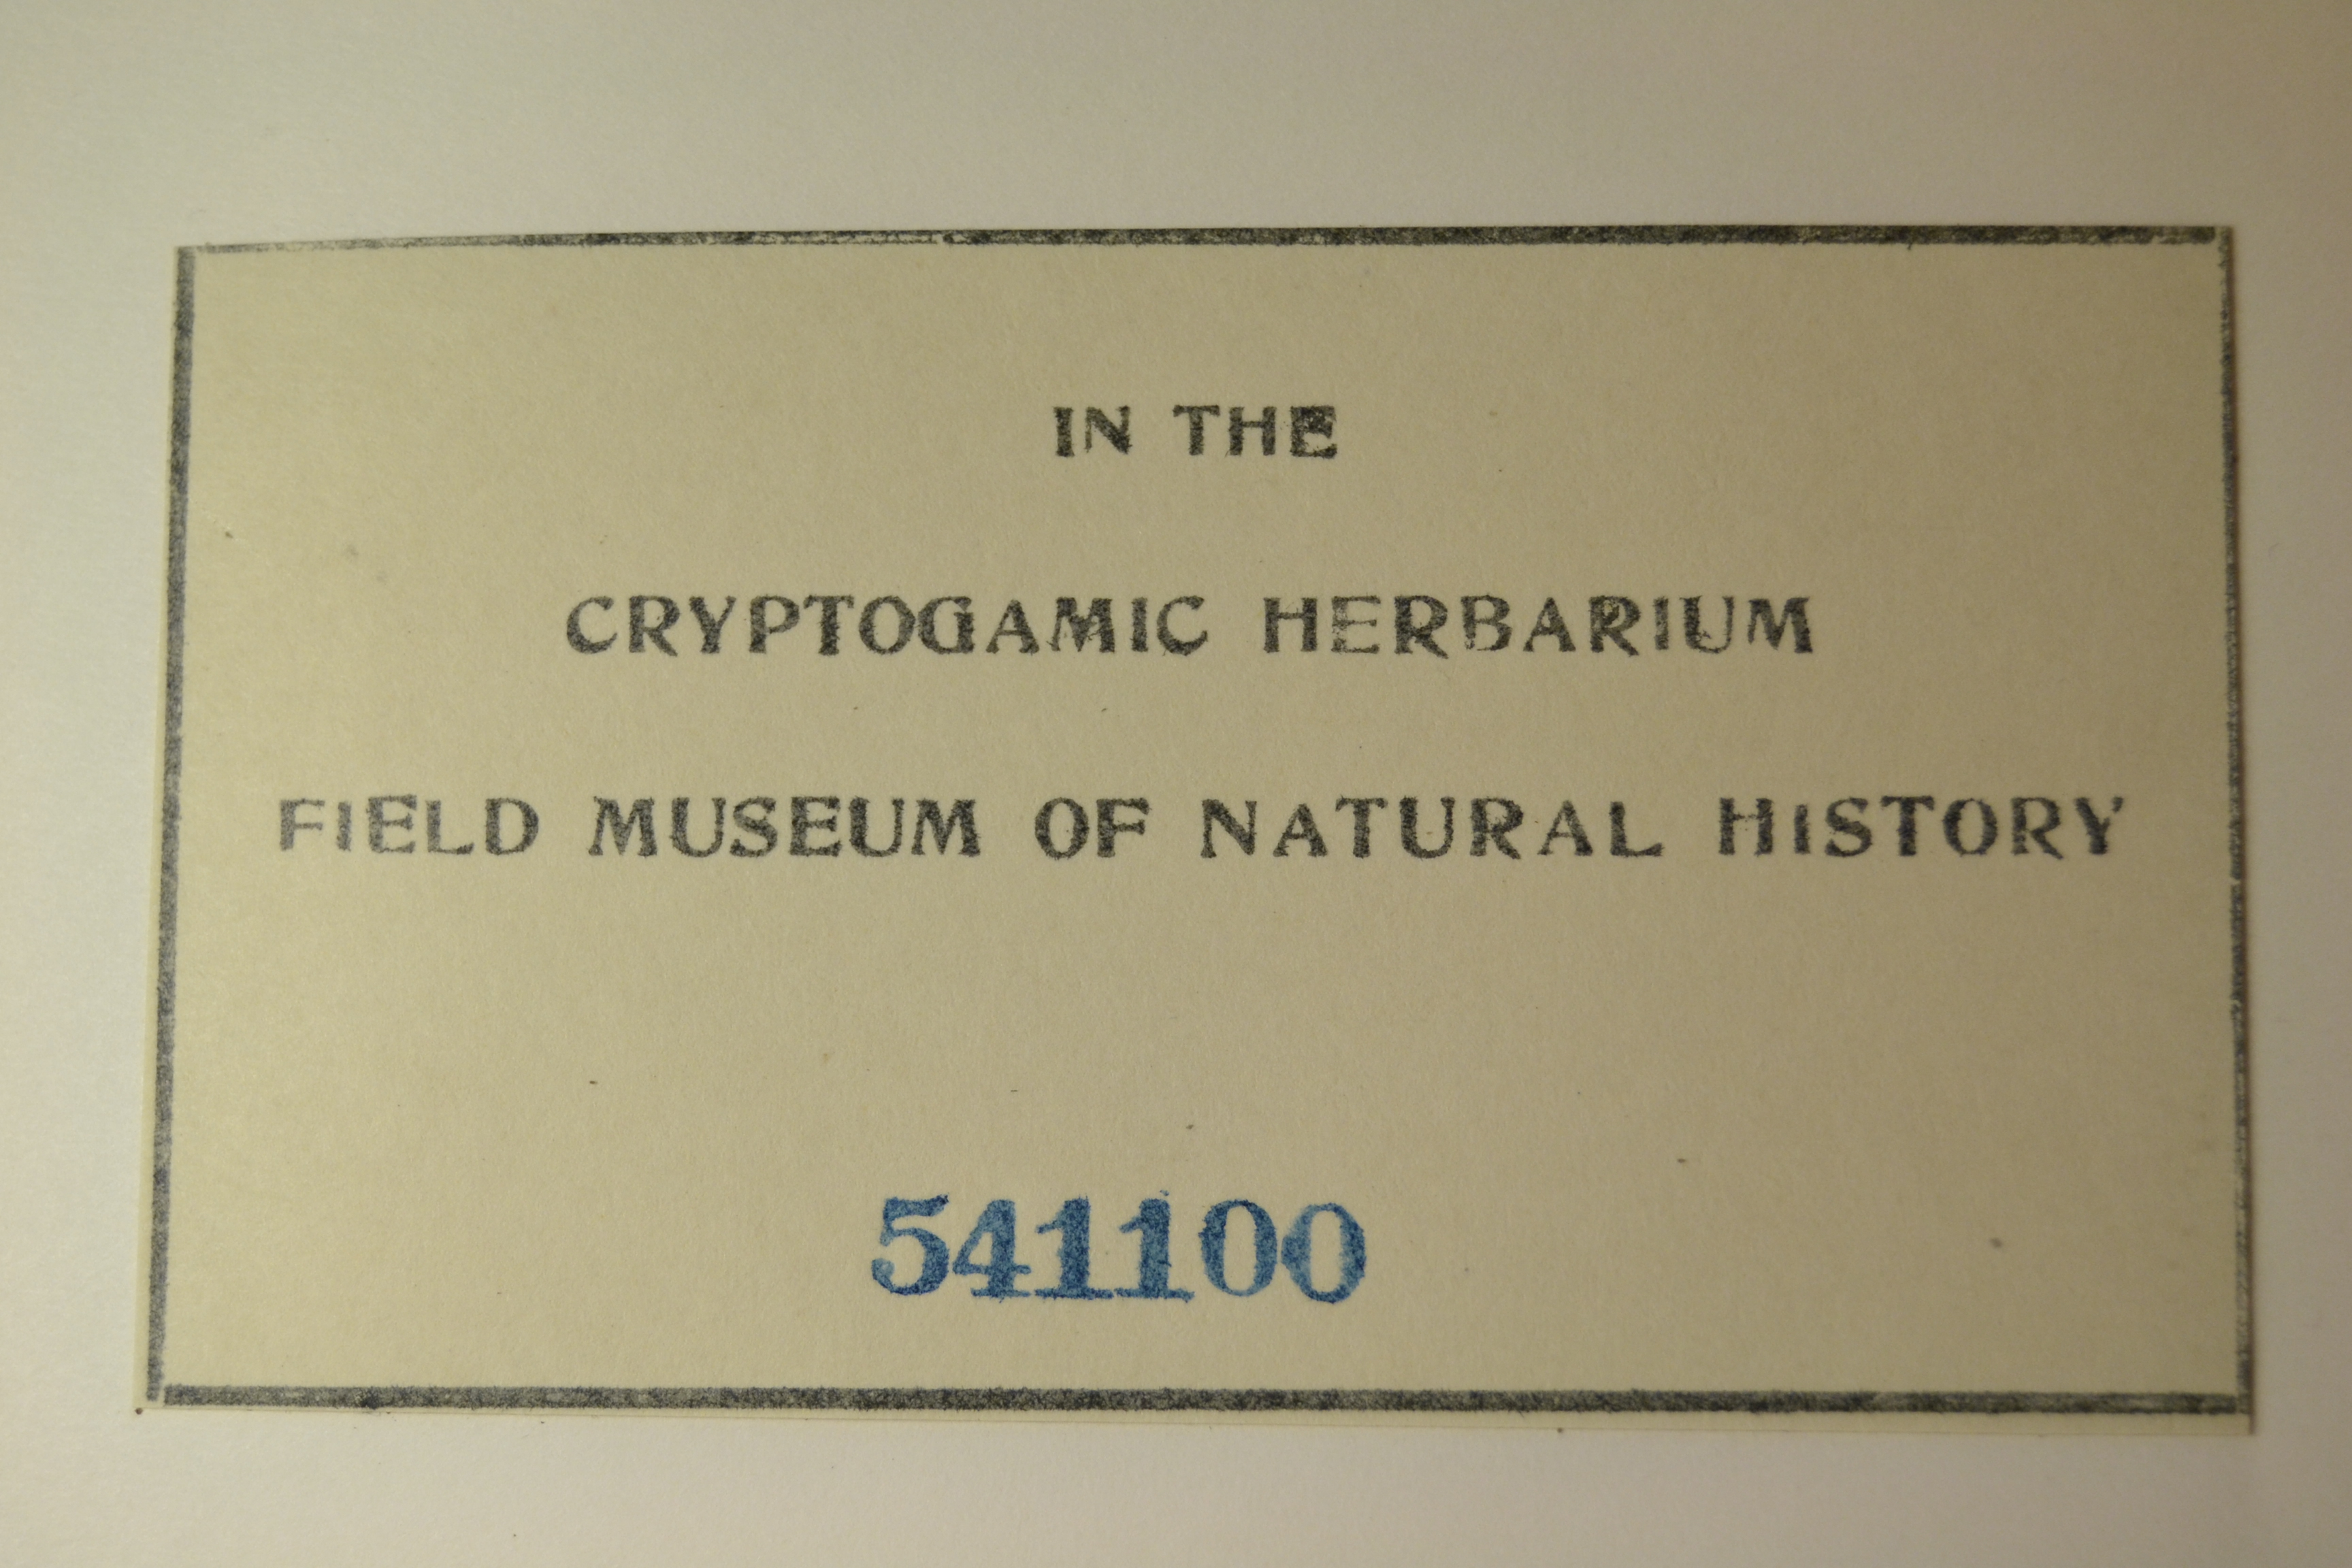 IN THE
CRYPTOGAMIC HERBARIUM
FIELD MUSEUM OF NATURAL HISTORY
541100